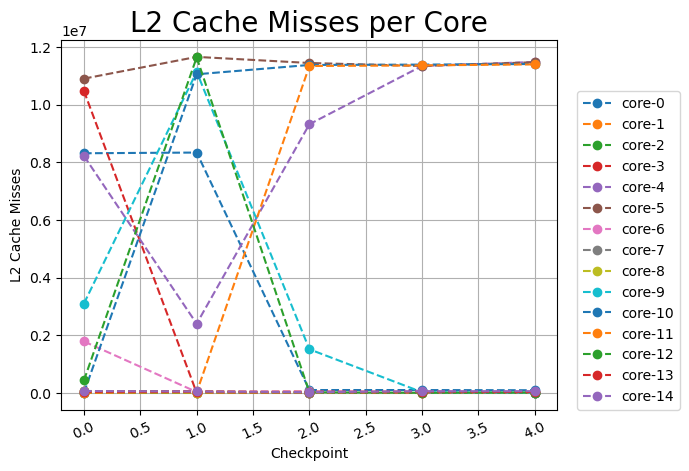 L2 Cache Misses per Core
1e7
1.2
1.0
0.8
0.6
0.4
0.2
0.0
L2 Cache Misses
0.0 0.5 1.0 1.5 2.0 2.5 3.0 3.5 4.0
Checkpoint
core-0
core-1
core-2
core-3
core-4
core-5
core-6
core-7
core-8
core-9
core-10
core-11
core-12
core-13
core-14